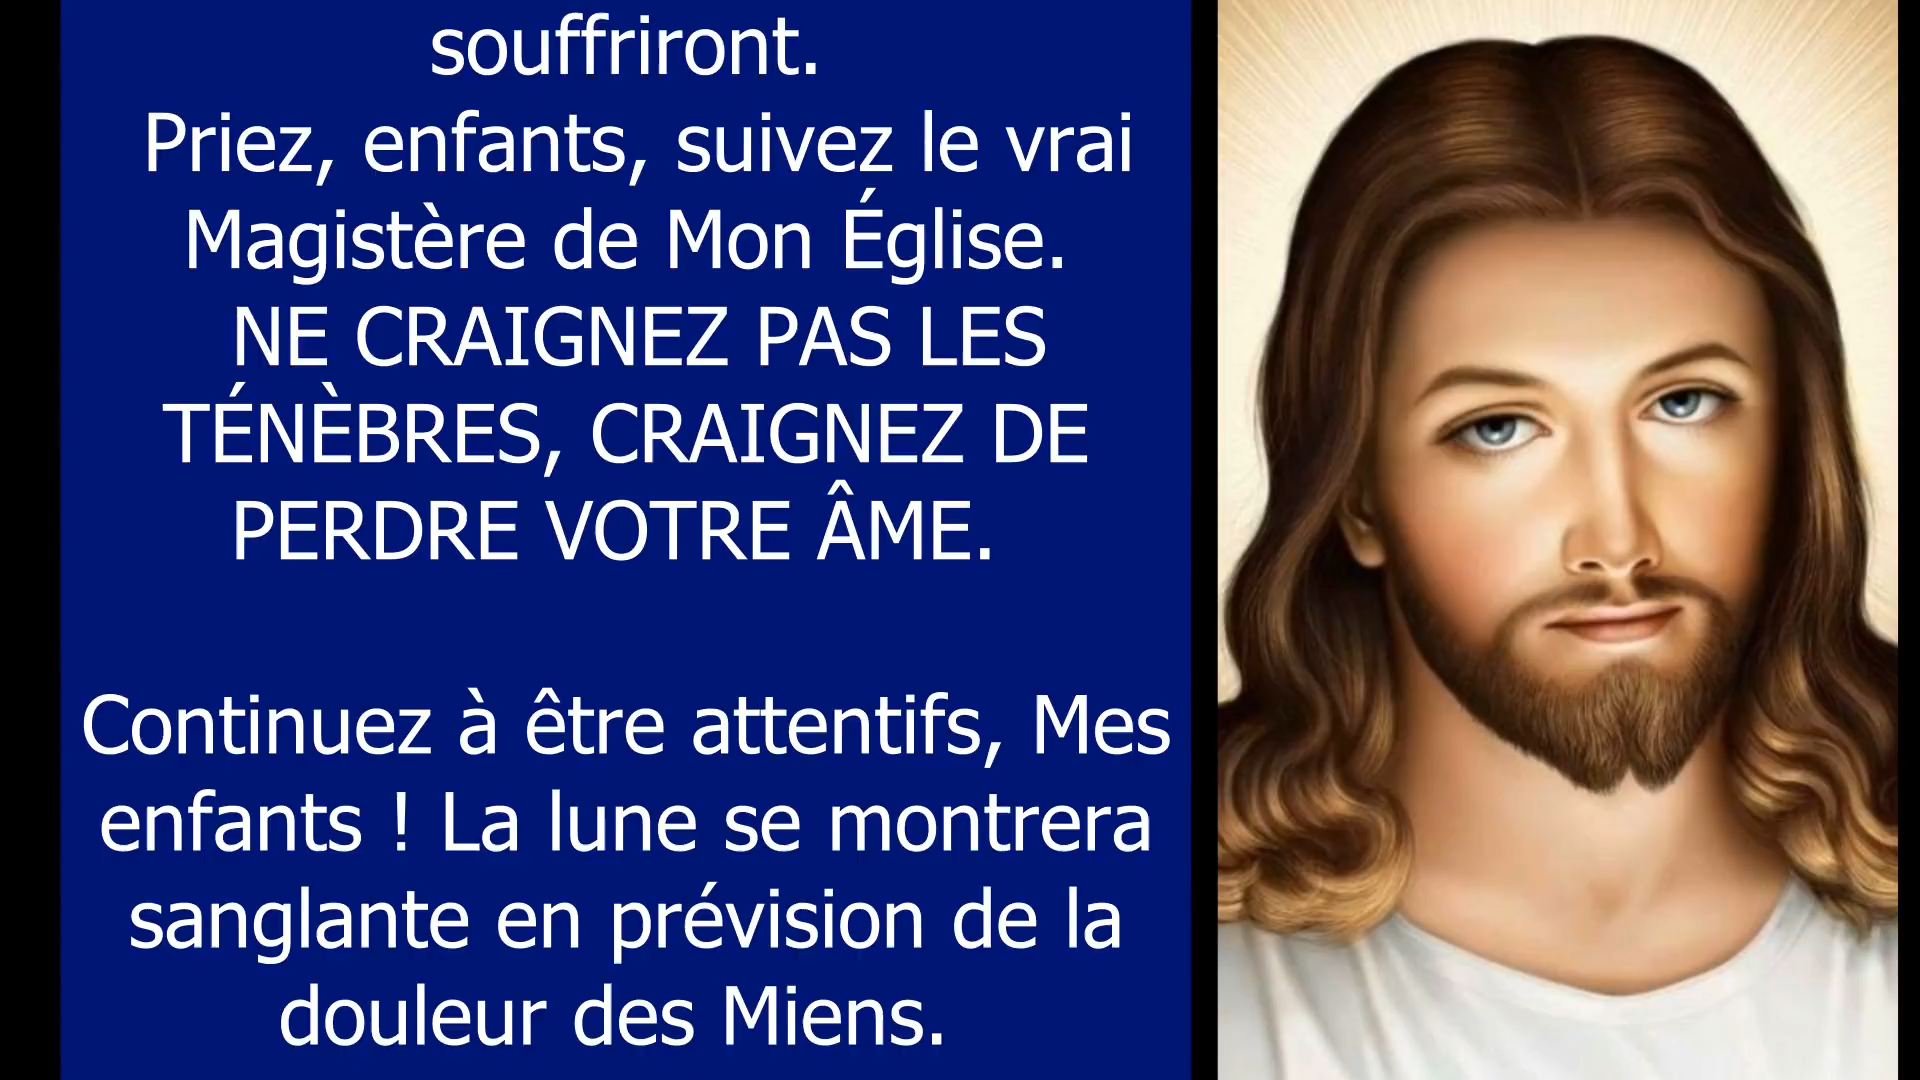 souffriront.
Priez, enfants, suivez le vrai
Magistère de Mon Église.
NE CRAIGNEZ PAS LES
TÉNÈBRES, CRAIGNEZ DE
PERDRE VOTRE ÂME.
Continuez à être attentifs, Mes
enfants ! La lune se montrera
sanglante en prévision de la
douleur des Miens.